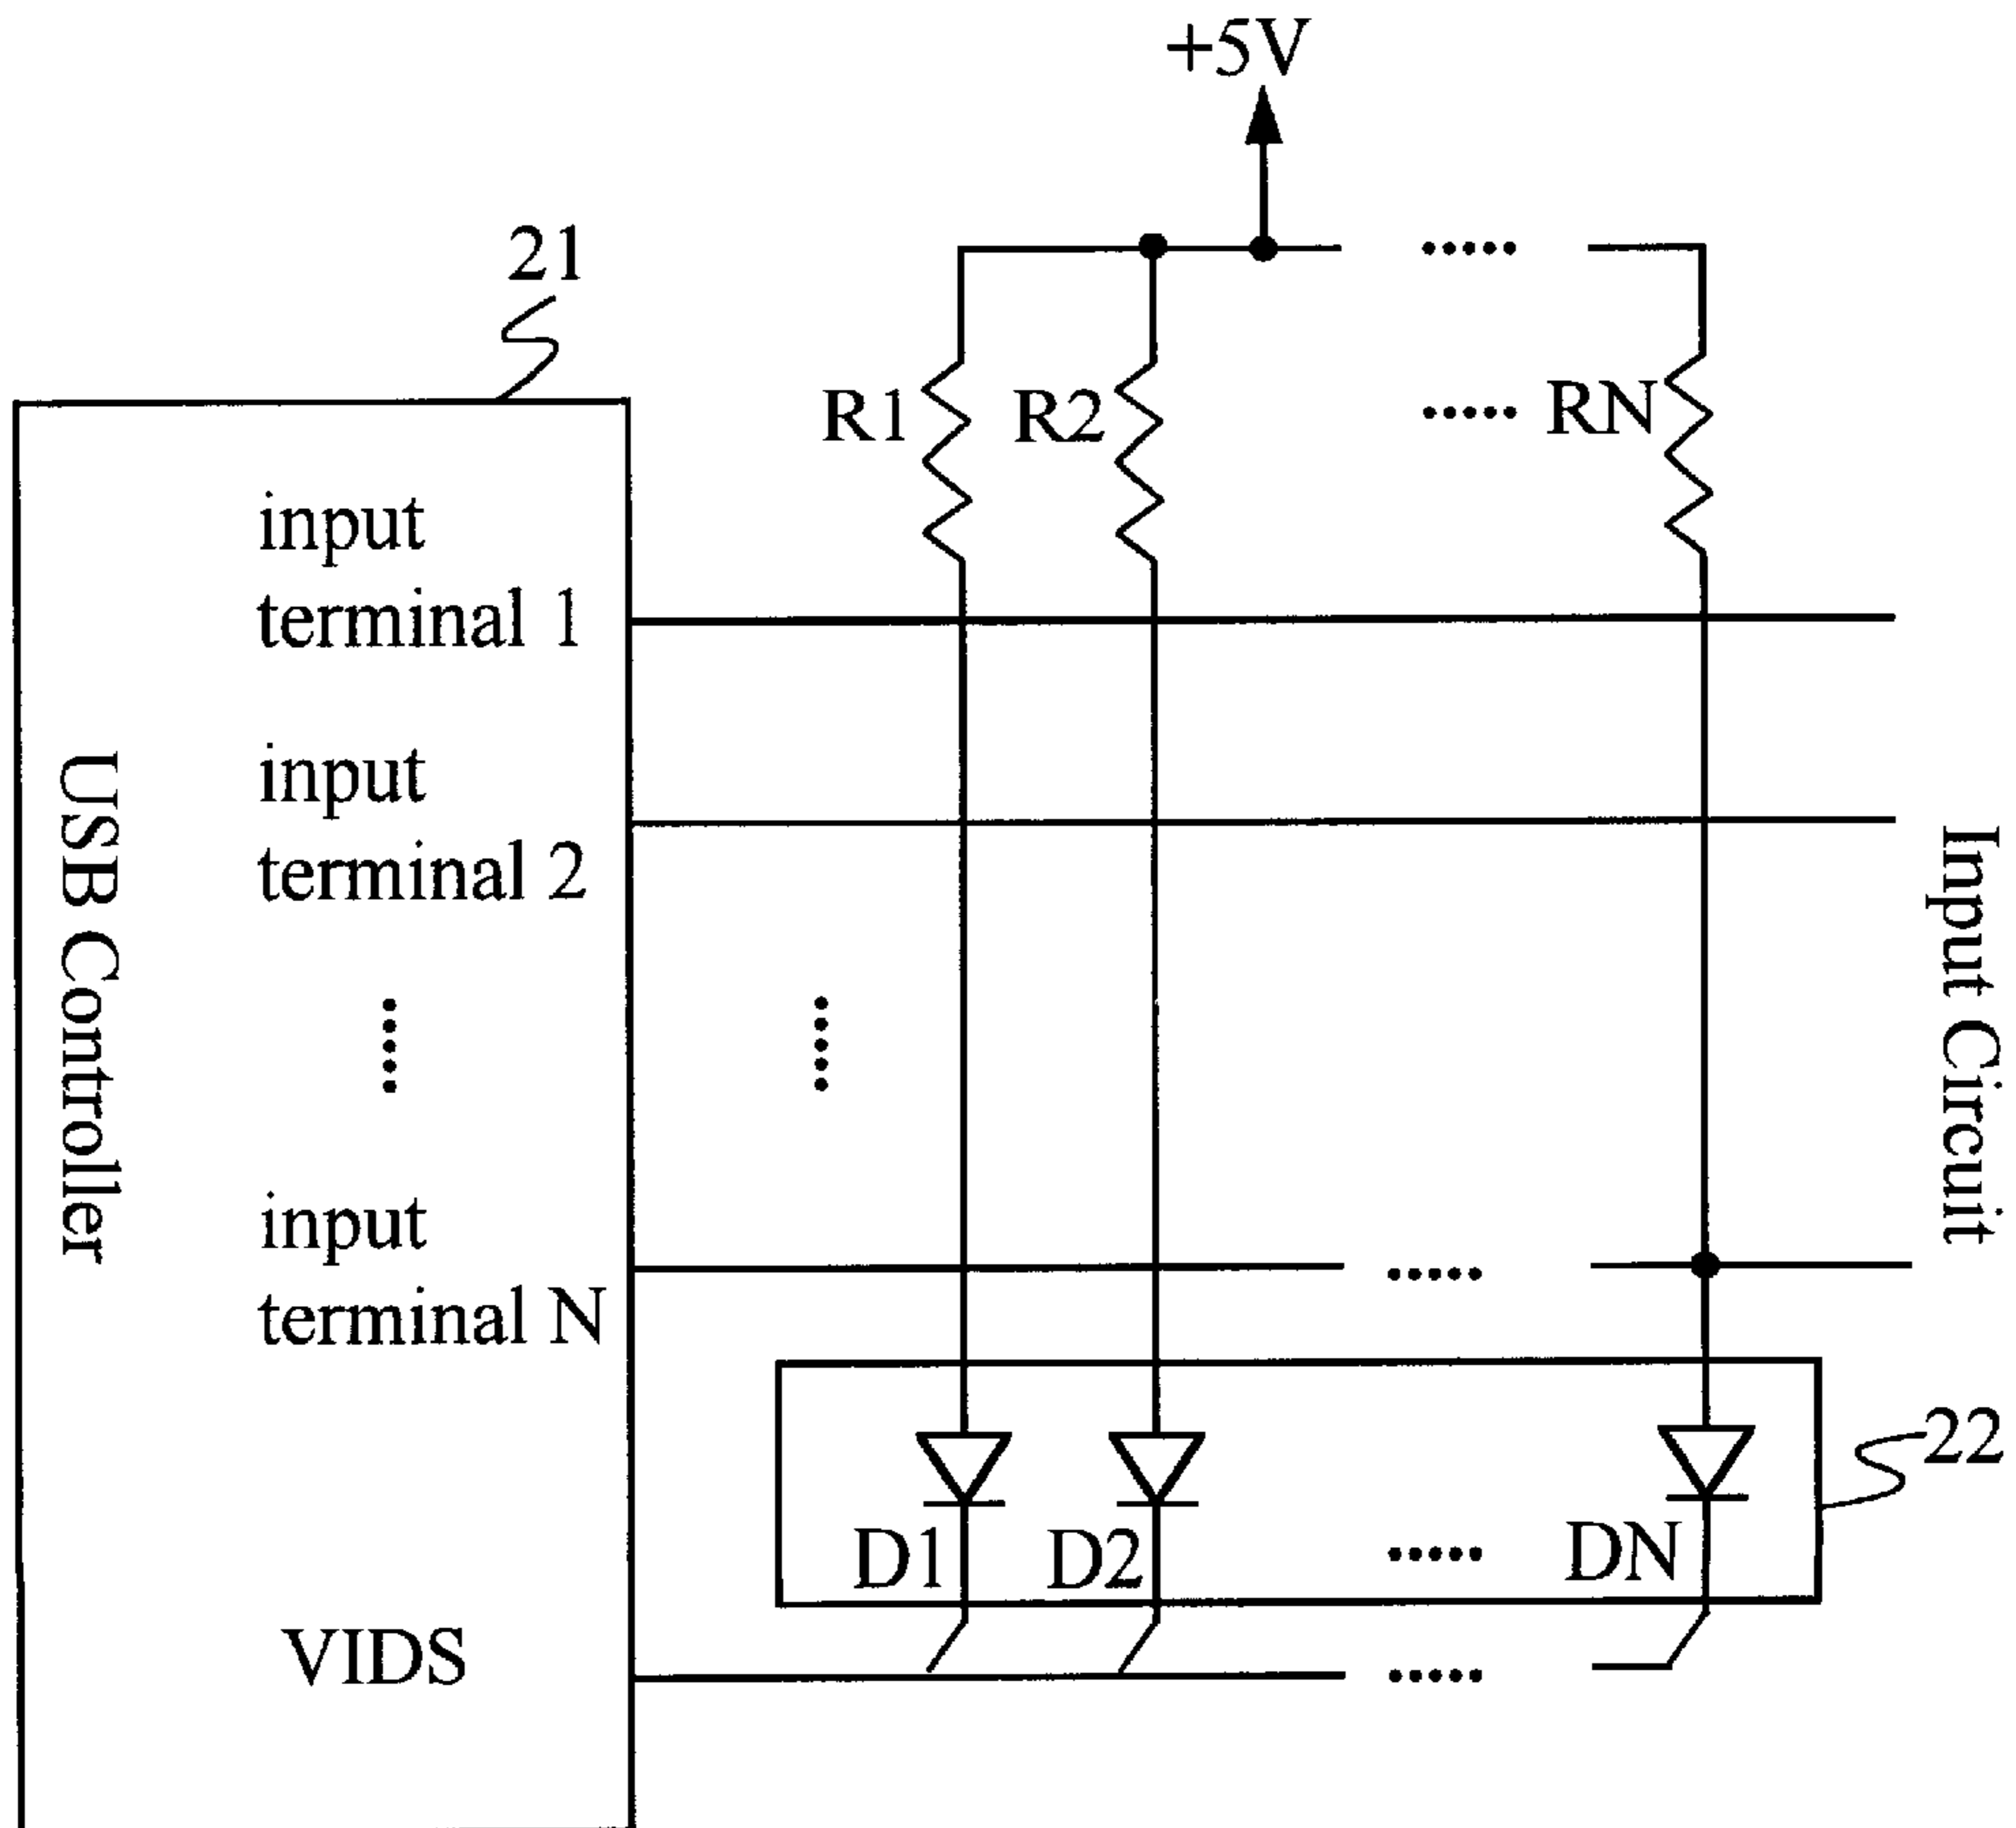 +5V
21
R1
R2
..... RN
input
terminal 1
input
terminal 2
input
terminal N
USB Controller
Input Circuit
22
D1
D2
..... DN
VIDS